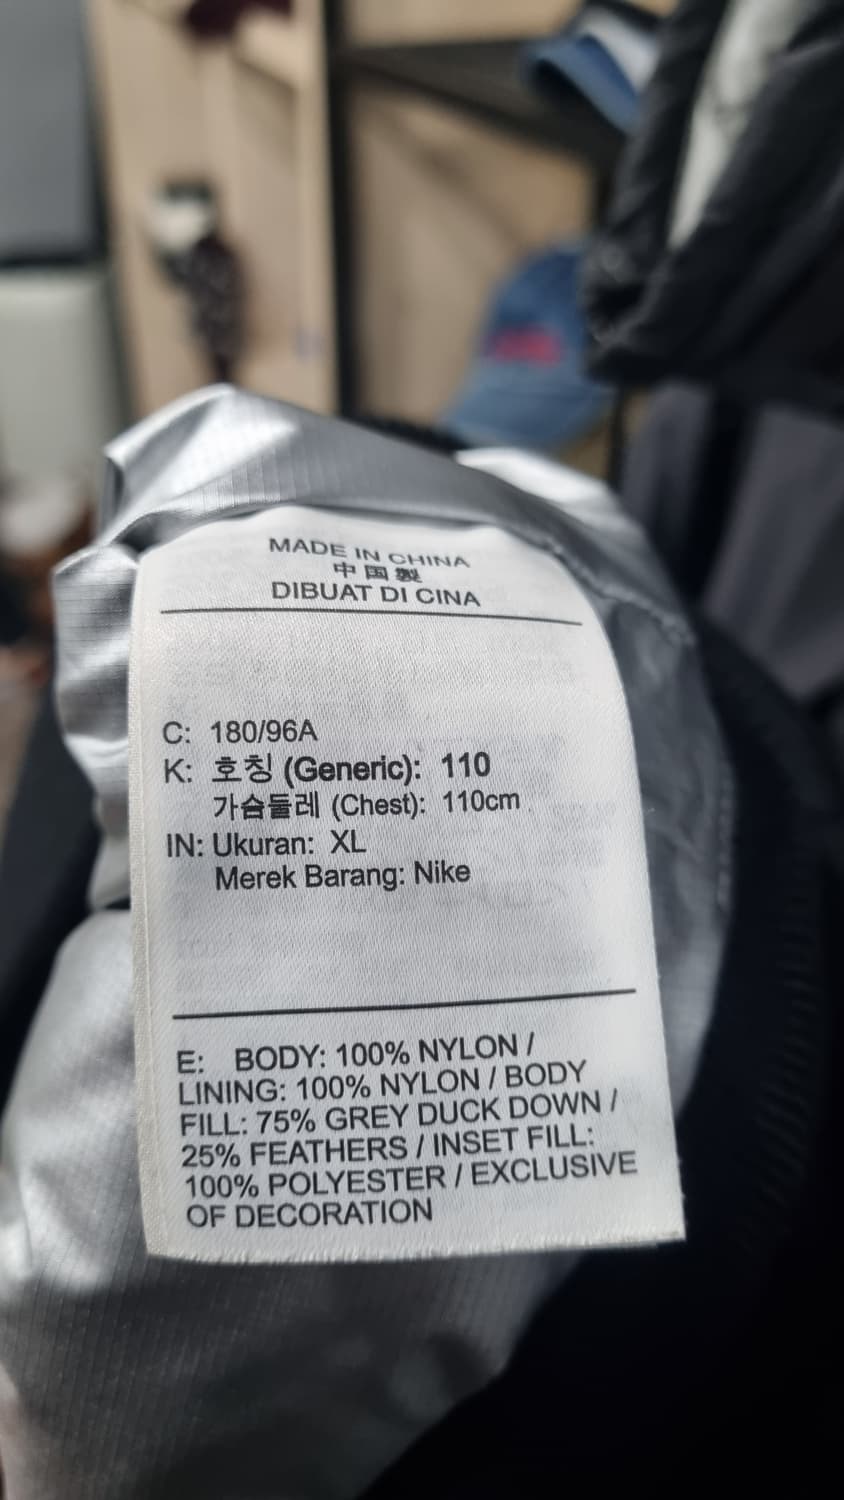 MADE IN CHINA
中国製
DIBUAT DI CINA
C: 180/96A
K: 호칭 (Generic): 110
가슴둘레 (Chest): 110cm
IN: Ukuran: XL
Merek Barang: Nike
E: BODY: 100% NYLON /
LINING: 100% NYLON / BODY
FILL: 75% GREY DUCK DOWN /
25% FEATHERS / INSET FILL:
100% POLYESTER / EXCLUSIVE
OF DECORATION